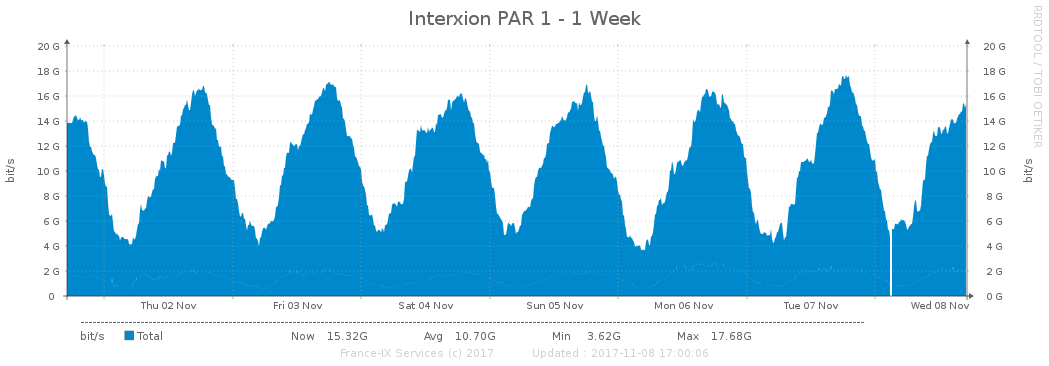 Interxion PAR 1 - 1 Week
RRDTOOL / TOBI OETIKER
20 G 20 G
18 G 18 G
16 G 16 G
14 G 14 G
12 G 12 G
10 G 10 G
8 G 8 G
6 G 6 G
4 G 4 G
2 G 2 G
0 0 G
bit/s
bit/s
Thu 02 Nov Fri 03 Nov Sat 04 Nov Sun 05 Nov Mon 06 Nov Tue 07 Nov Wed 08 Nov
bit/s Total Now 15.32G Avg 10.70G Min 3.62G Max 17.68G
France-IX Services (c) 2017 Updated : 2017-11-08 17:00:06